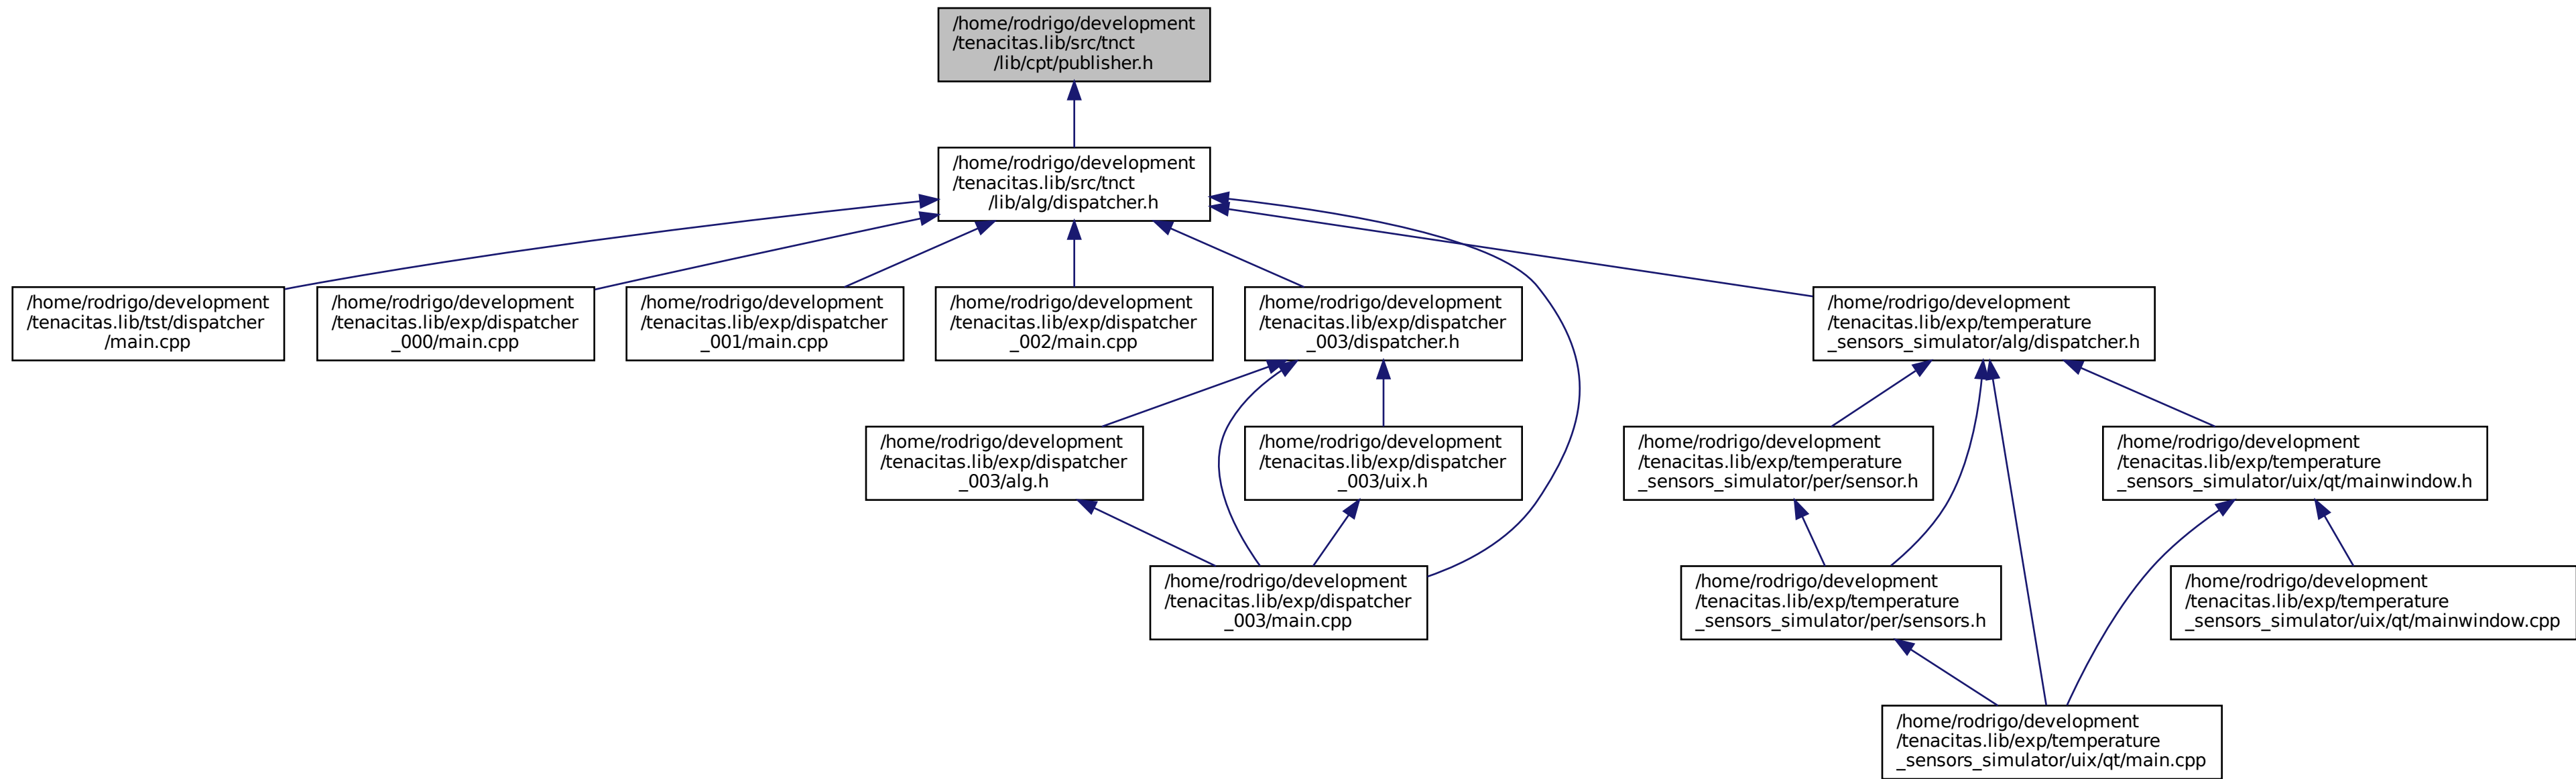 /home/rodrigo/development
/tenacitas.lib/src/tnct
/lib/cpt/publisher.h
/home/rodrigo/development
/tenacitas.lib/src/tnct
/lib/alg/dispatcher.h
/home/rodrigo/development
/tenacitas.lib/tst/dispatcher
/main.cpp
/home/rodrigo/development
/tenacitas.lib/exp/dispatcher
_000/main.cpp
/home/rodrigo/development
/tenacitas.lib/exp/dispatcher
_001/main.cpp
/home/rodrigo/development
/tenacitas.lib/exp/dispatcher
_002/main.cpp
/home/rodrigo/development
/tenacitas.lib/exp/dispatcher
_003/dispatcher.h
/home/rodrigo/development
/tenacitas.lib/exp/temperature
_sensors_simulator/alg/dispatcher.h
/home/rodrigo/development
/tenacitas.lib/exp/dispatcher
_003/alg.h
/home/rodrigo/development
/tenacitas.lib/exp/dispatcher
_003/uix.h
/home/rodrigo/development
/tenacitas.lib/exp/temperature
_sensors_simulator/per/sensor.h
/home/rodrigo/development
/tenacitas.lib/exp/temperature
_sensors_simulator/uix/qt/mainwindow.h
/home/rodrigo/development
/tenacitas.lib/exp/dispatcher
_003/main.cpp
/home/rodrigo/development
/tenacitas.lib/exp/temperature
_sensors_simulator/per/sensors.h
/home/rodrigo/development
/tenacitas.lib/exp/temperature
_sensors_simulator/uix/qt/mainwindow.cpp
/home/rodrigo/development
/tenacitas.lib/exp/temperature
_sensors_simulator/uix/qt/main.cpp